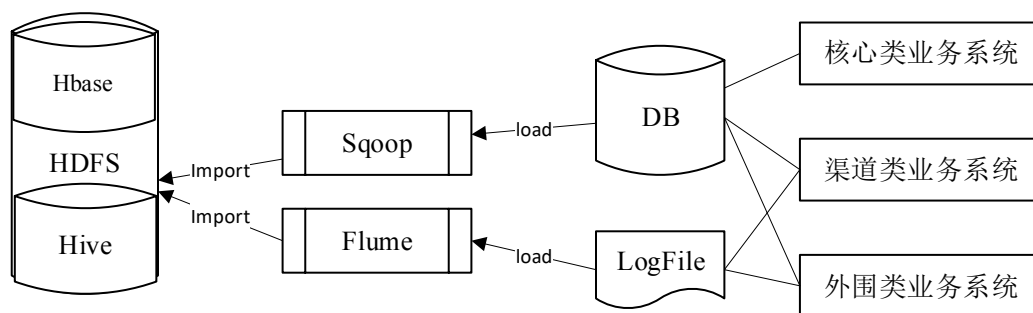 Hbase
HDFS
Hive
Import
Import
Sqoop
Flume
load
load
DB
LogFile
核心类业务系统
渠道类业务系统
外围类业务系统